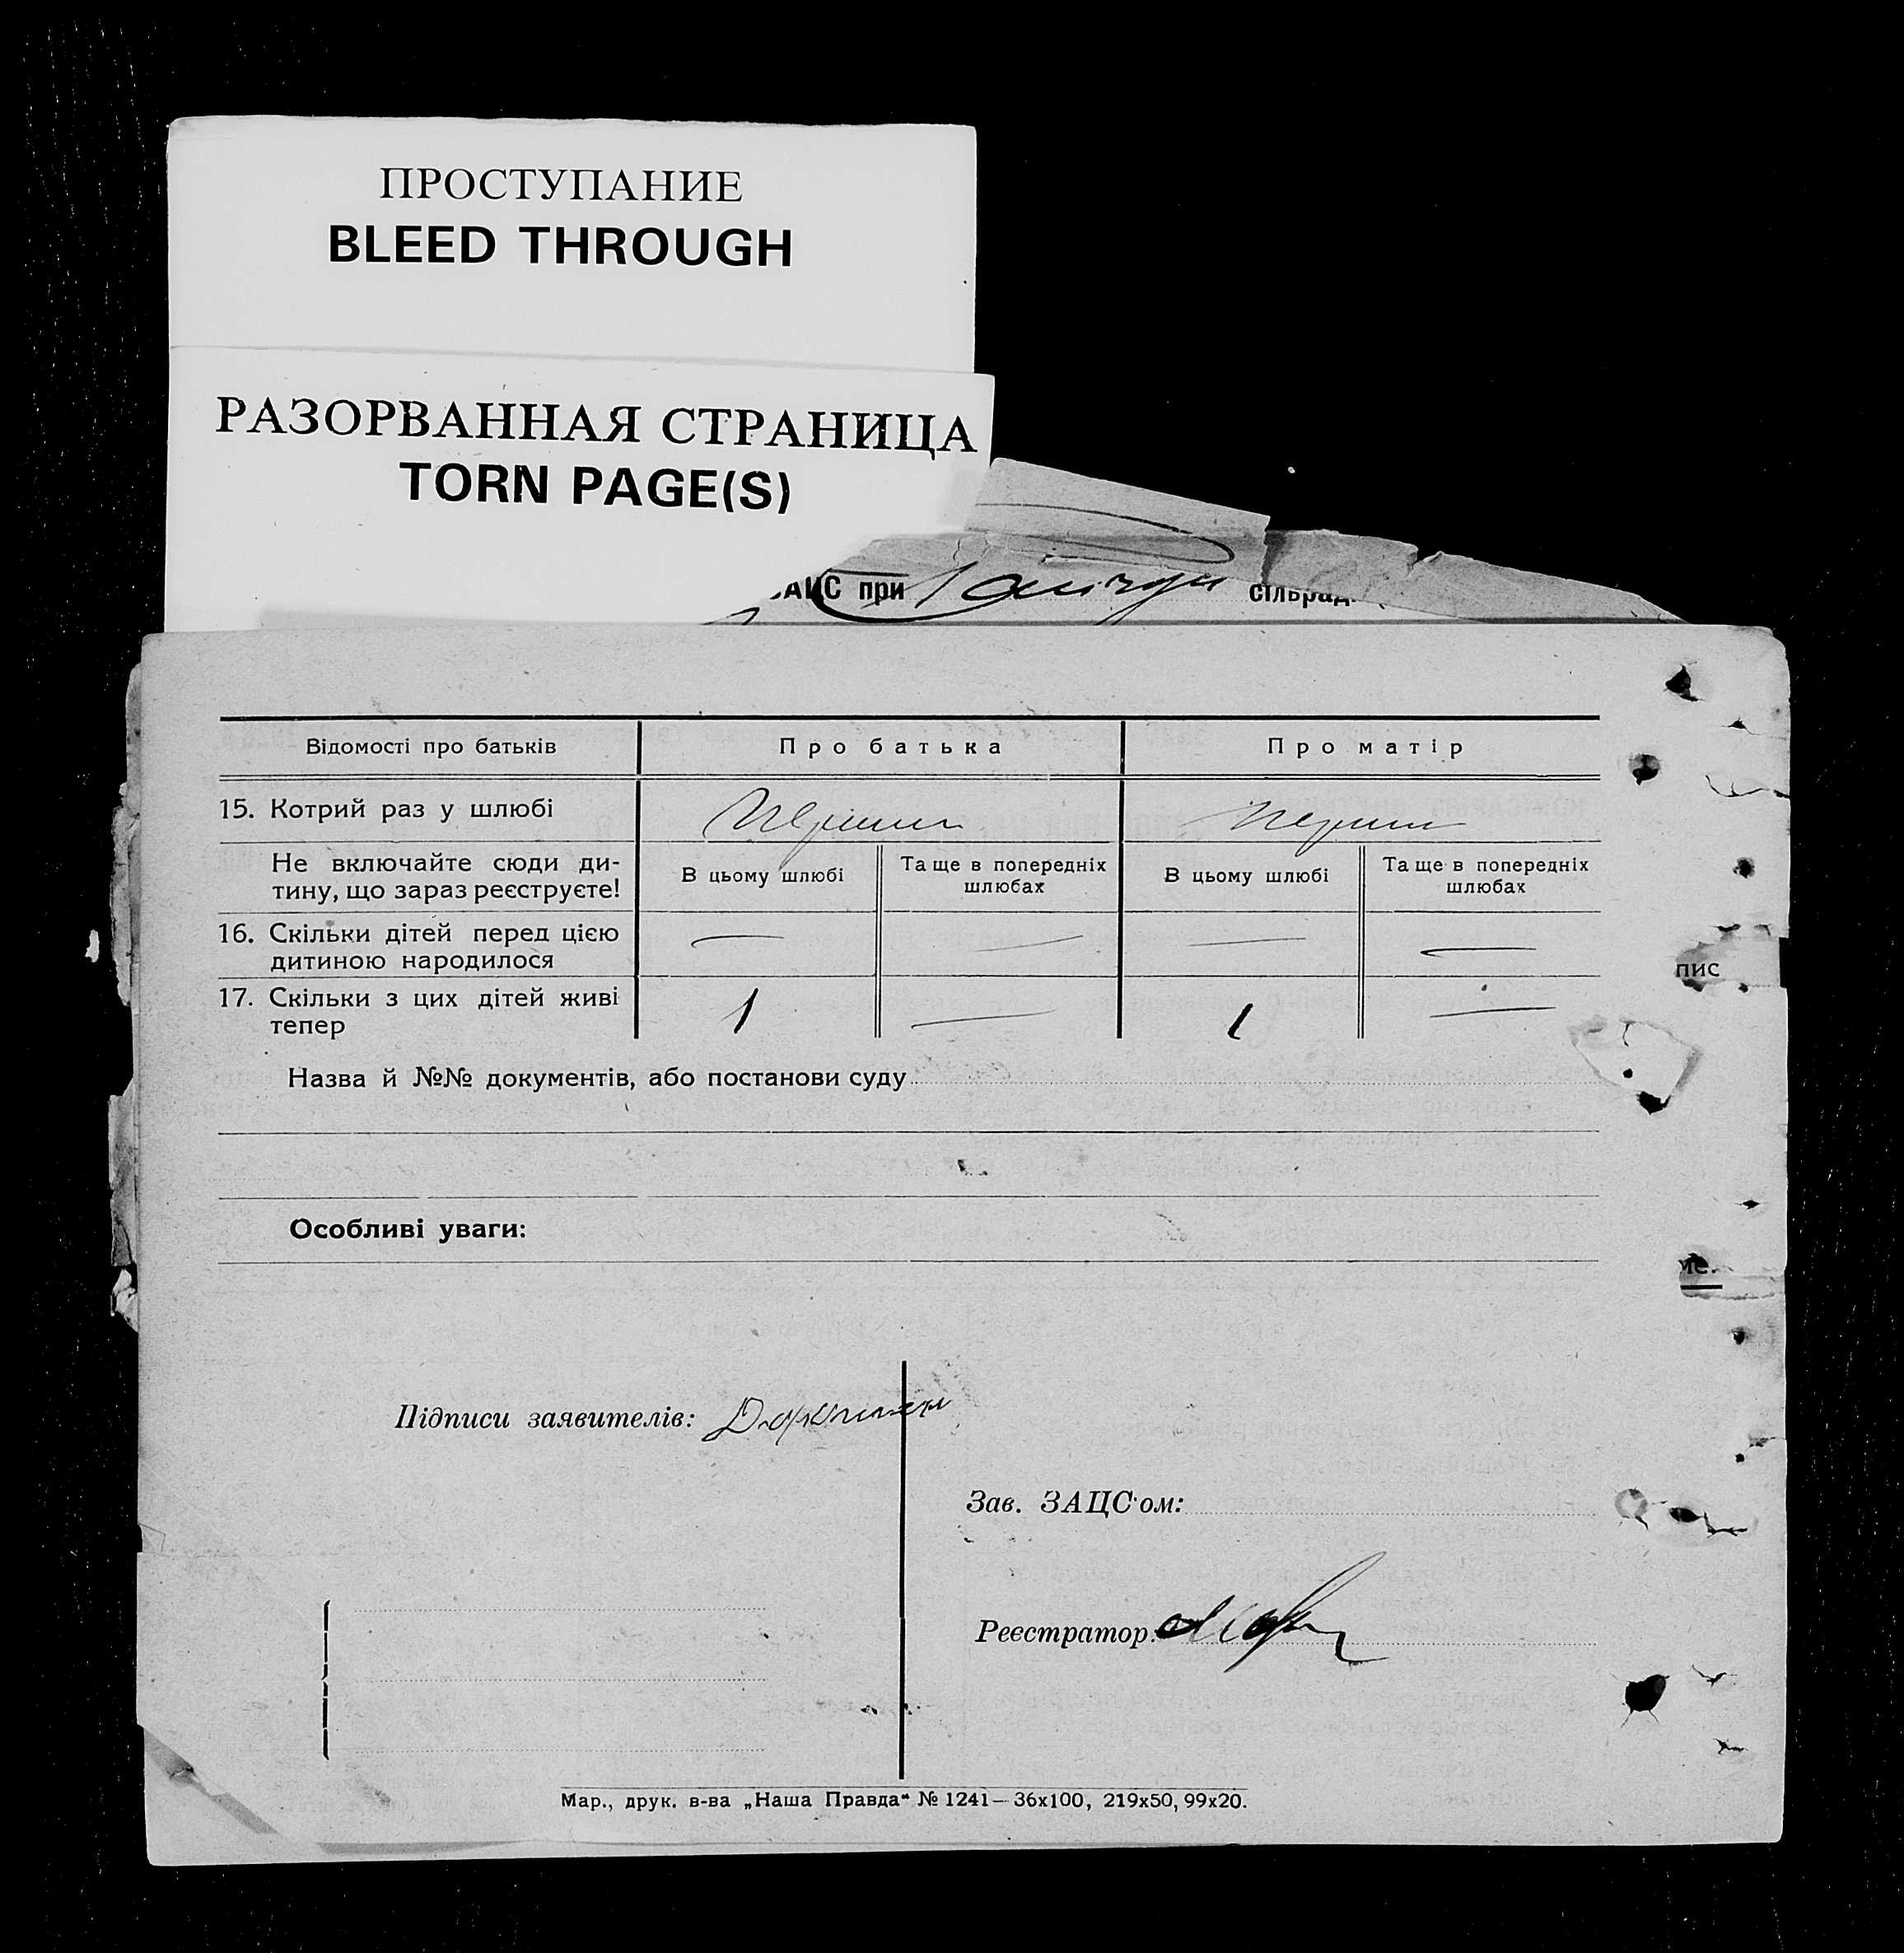 ПРОСТУПАНИЕ
BLEED THROUGH
РАЗОРВАННАЯ СТРАНИЦА
TORN PAGE(S)
ЗАЦС при сільрад
Відомості про батьків Про батька Про матір
15. Котрий раз у шлюбі перший перший
Не включайте сюди ди-
тину, що зараз реєструєте!
В цьому шлюбі
Та ще в попередніх
шлюбах
В цьому шлюбі
Та ще в попередніх
шлюбах
16. Скільки дітей перед цією
дитиною народилося — — — —
17. Скільки з цих дітей живі
тепер 1 — 1 —
пис
Назва й №№ документів, або постанови суду
Особливі уваги:
ме.
Підписи заявителів:
Зав. ЗАЦС'ом:
Реєстратор:
Мар., друк. в-ва „Наша Правда“ № 1241—36х100, 219х50, 99х20.